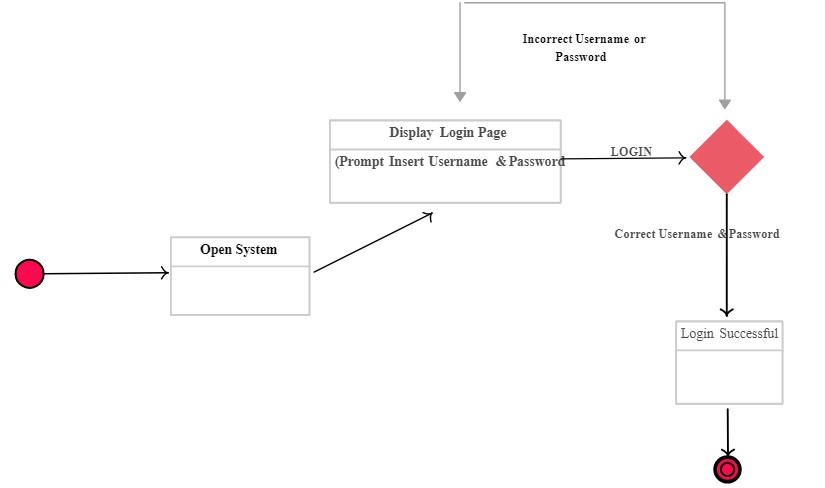 Incorrect Username or
Password
Display Login Page
(Prompt Insert Username & Password
LOGIN
Correct Username & Password
Open System
Login Successful